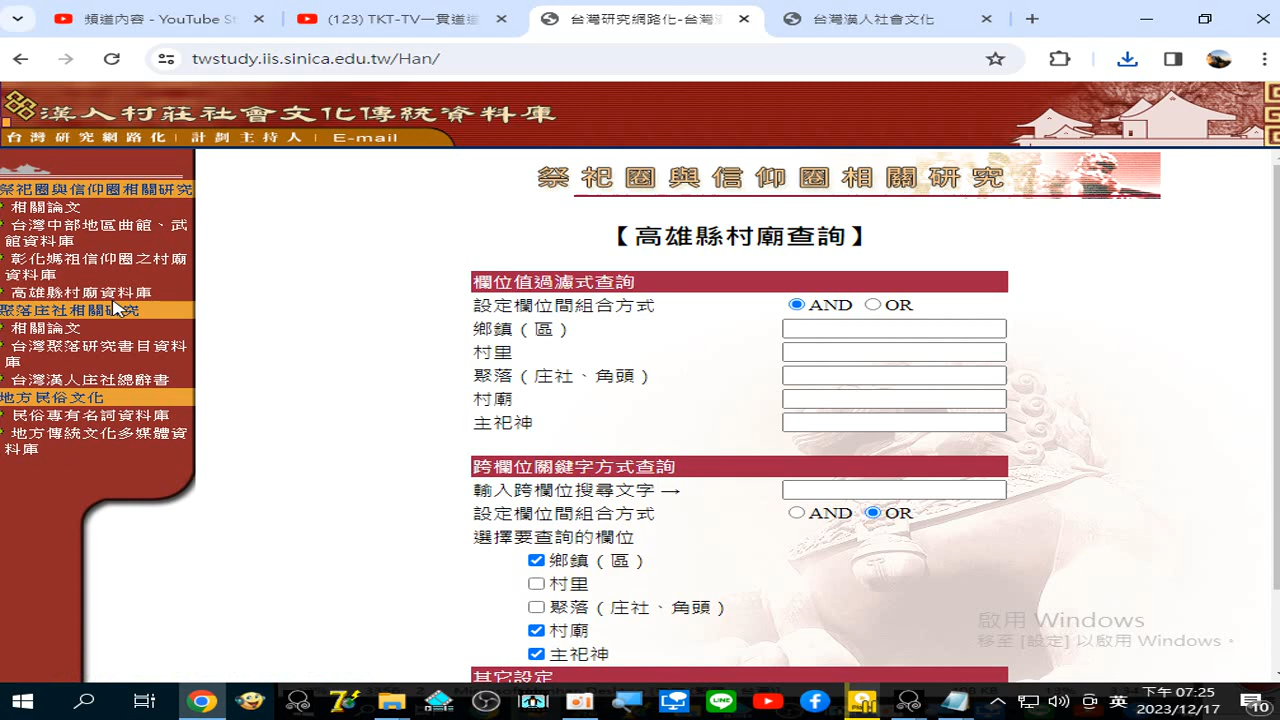 頻道內容 - YouTube St
(123) TKT-TV一貫道道
台灣研究網路化-台灣
台灣漢人社會文化
twstudy.iis.sinica.edu.tw/Han/
漢人村莊社會文化傳統資料庫
台灣研究網路化 | 計劃主持人 | E-mail
祭祀圈與信仰圈相關研究
相關論文
台灣中部地區曲館、武
館資料庫
彰化媽祖信仰圈之村廟
資料庫
高雄縣村廟資料庫
聚落庄社相關研究
相關論文
台灣聚落研究書目資料
庫
台灣漢人庄社總辭書
地方民俗文化
民俗專有名詞資料庫
地方傳統文化多媒體資
料庫
祭祀圈與信仰圈相關研究
【高雄縣村廟查詢】
欄位值過濾式查詢
設定欄位間組合方式 AND OR
鄉鎮（區）
村里
聚落（庄社、角頭）
村廟
主祀神
跨欄位關鍵字方式查詢
輸入跨欄位搜尋文字 →
設定欄位間組合方式 AND OR
選擇要查詢的欄位
鄉鎮（區）
村里
聚落（庄社、角頭）
村廟
主祀神
其它設定
啟用 Windows
移至 [設定] 以啟用 Windows。
英
下午 07:25
2023/12/17
10